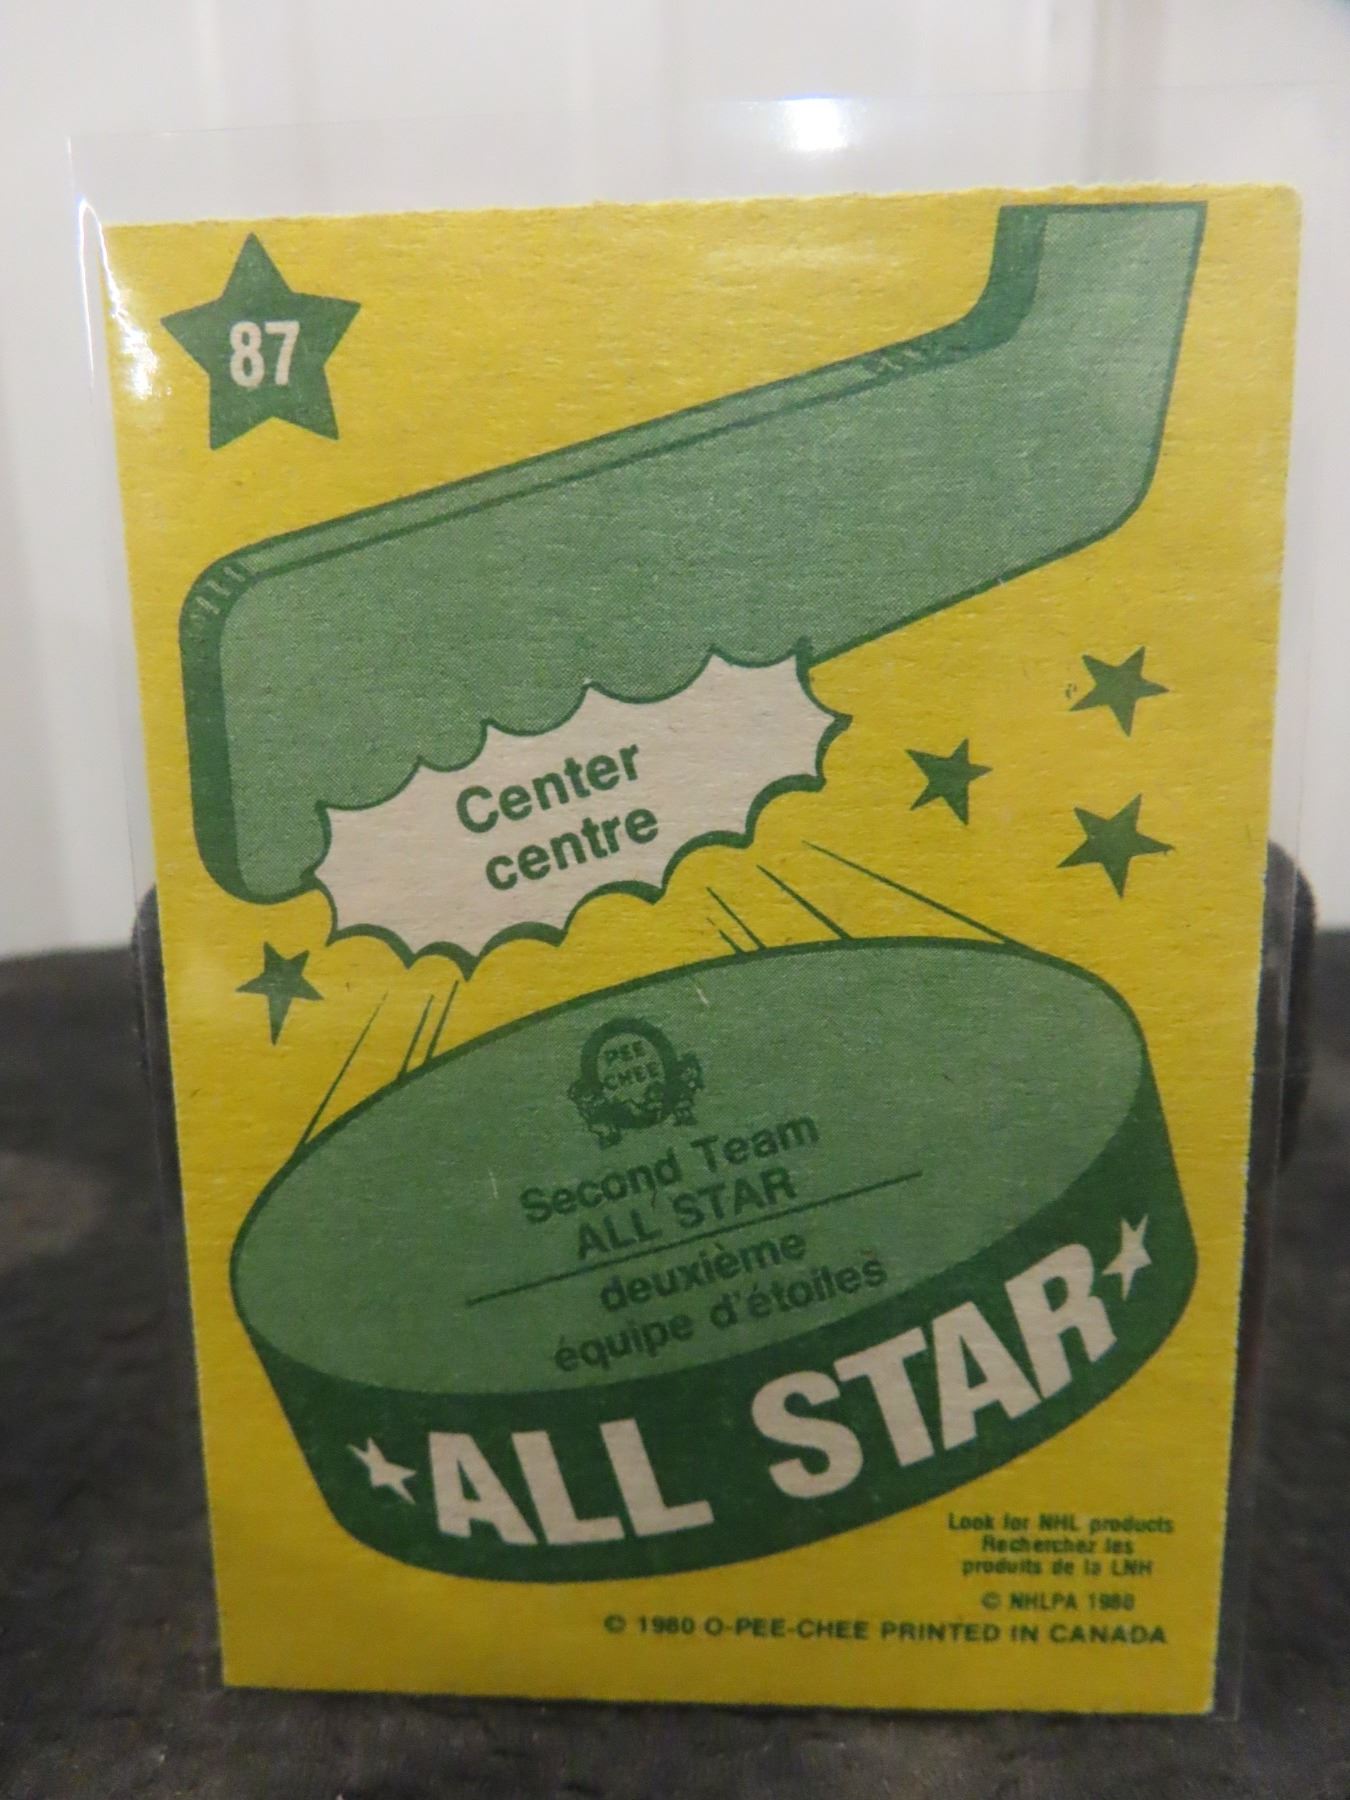 87
Center
centre
PEE
CHEE
Second Team
ALL STAR
deuxième
équipe d'étoiles
ALL STAR
Look for NHL products
Recherchez les
produits de la LNH
© NHLPA 1980
© 1980 O-PEE-CHEE PRINTED IN CANADA